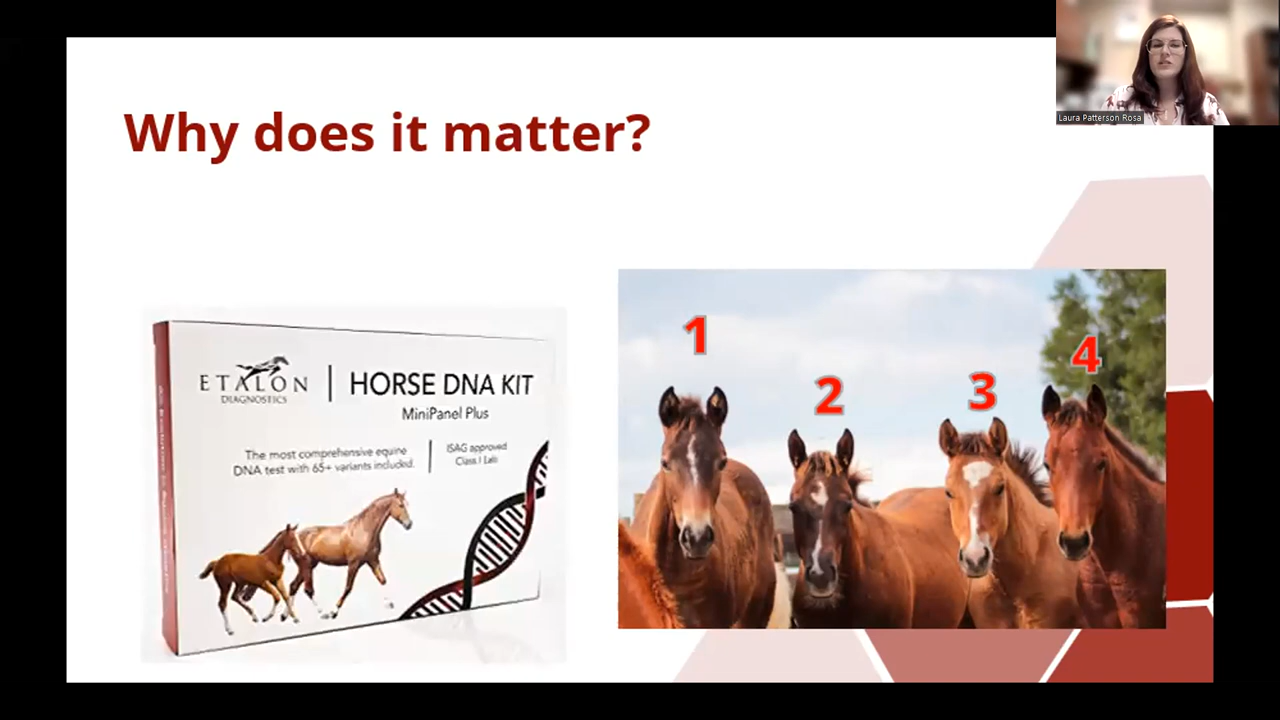 Why does it matter?
Laura Patterson Rosa
ETALON
DIAGNOSTICS
HORSE DNA KIT
MiniPanel Plus
The most comprehensive equine
DNA test with 65+ variants included.
ISAG approved
Class I Lab
1
2
3
4